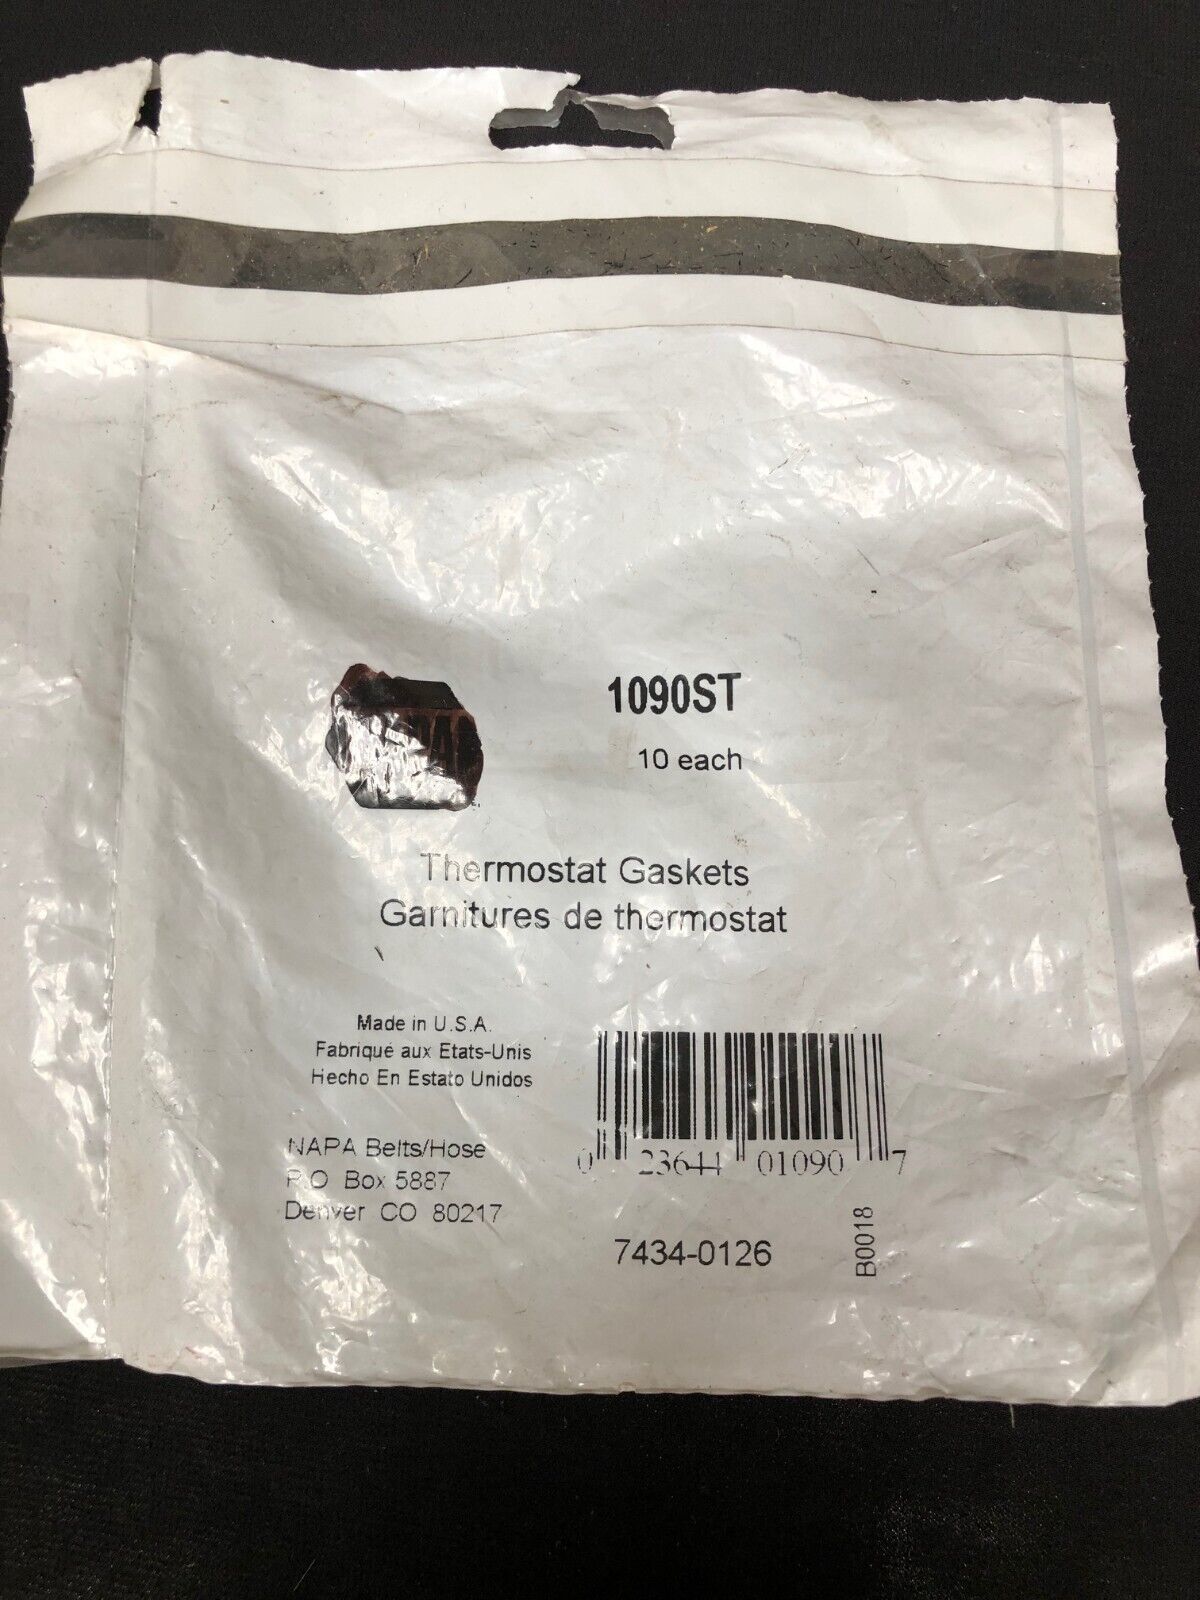 NAPA
1090ST
10 each
Thermostat Gaskets
Garnitures de thermostat
Made in U.S.A.
Fabriqué aux Etats-Unis
Hecho En Estato Unidos
NAPA Belts/Hose
P.O. Box 5887
Denver CO 80217
0 23644 01090 7
7434-0126
B0018